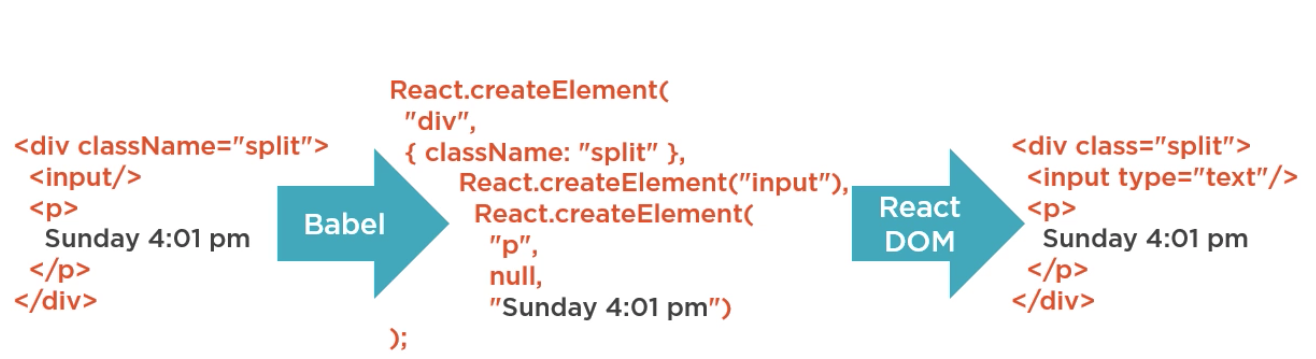 <div className="split">
<input/>
<p>
Sunday 4:01 pm
</p>
</div>
Babel
React.createElement(
"div",
{ className: "split" },
React.createElement("input"),
React.createElement(
"p",
null,
"Sunday 4:01 pm")
);
React
DOM
<div class="split">
<input type="text"/>
<p>
Sunday 4:01 pm
</p>
</div>